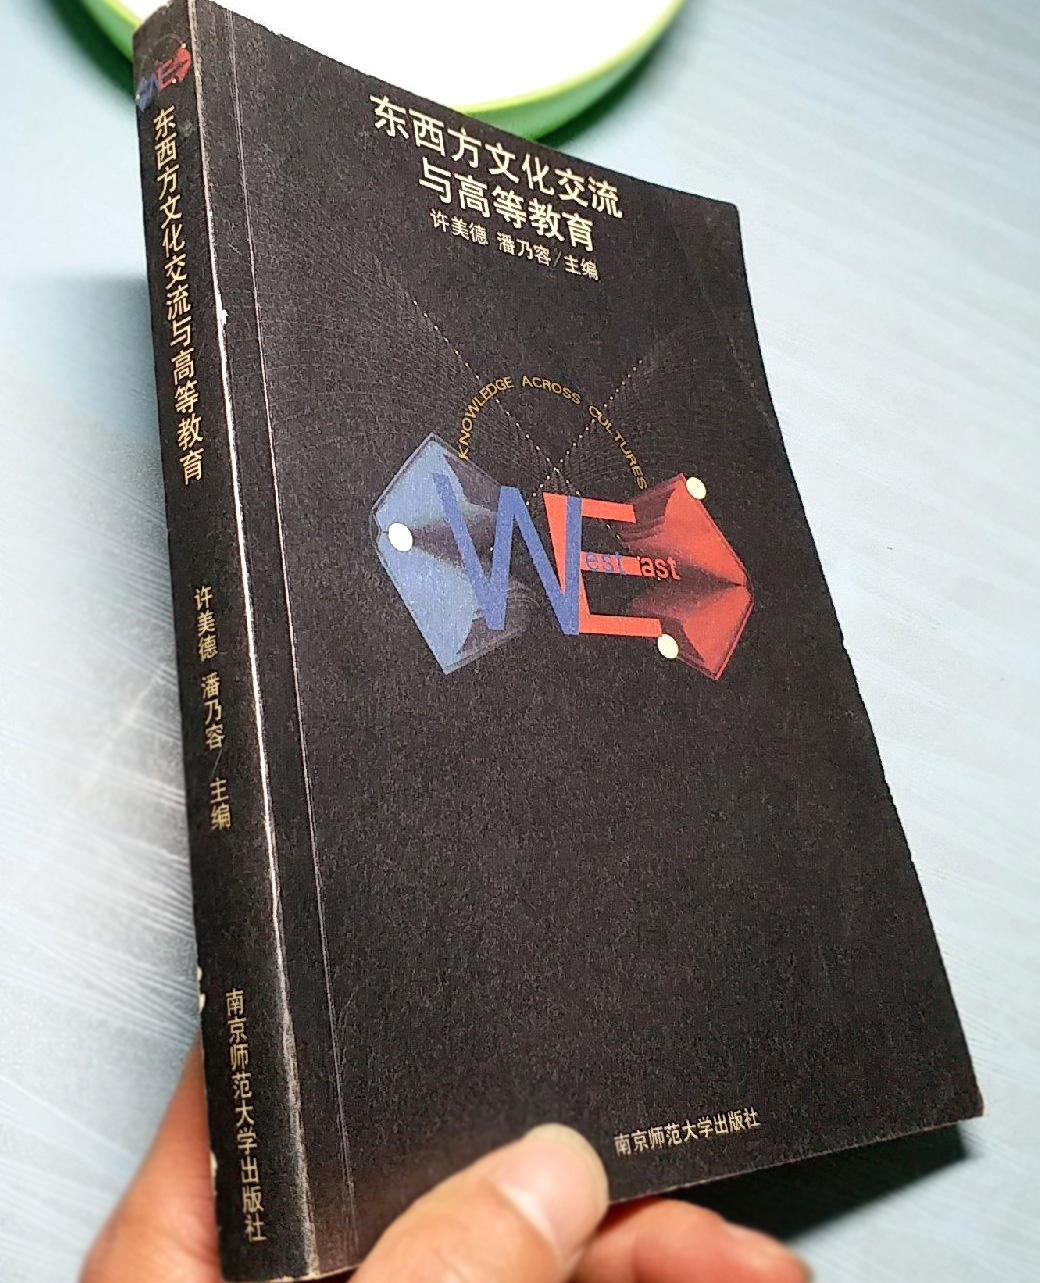 东西方文化交流
与高等教育
许美德 潘乃容/主编
KNOWLEDGE ACROSS CULTURES
West East
南京师范大学出版社
WE
东西方文化交流与高等教育
许美德 潘乃容/主编
南京师范大学出版社